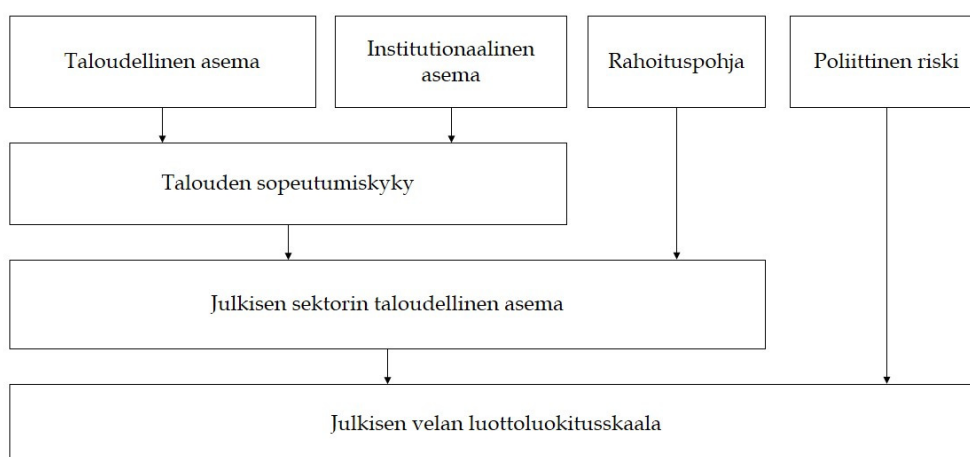 Taloudellinen asema
Institutionaalinen
asema
Rahoituspohja
Poliittinen riski
Talouden sopeutumiskyky
Julkisen sektorin taloudellinen asema
Julkisen velan luottoluokitusskaala